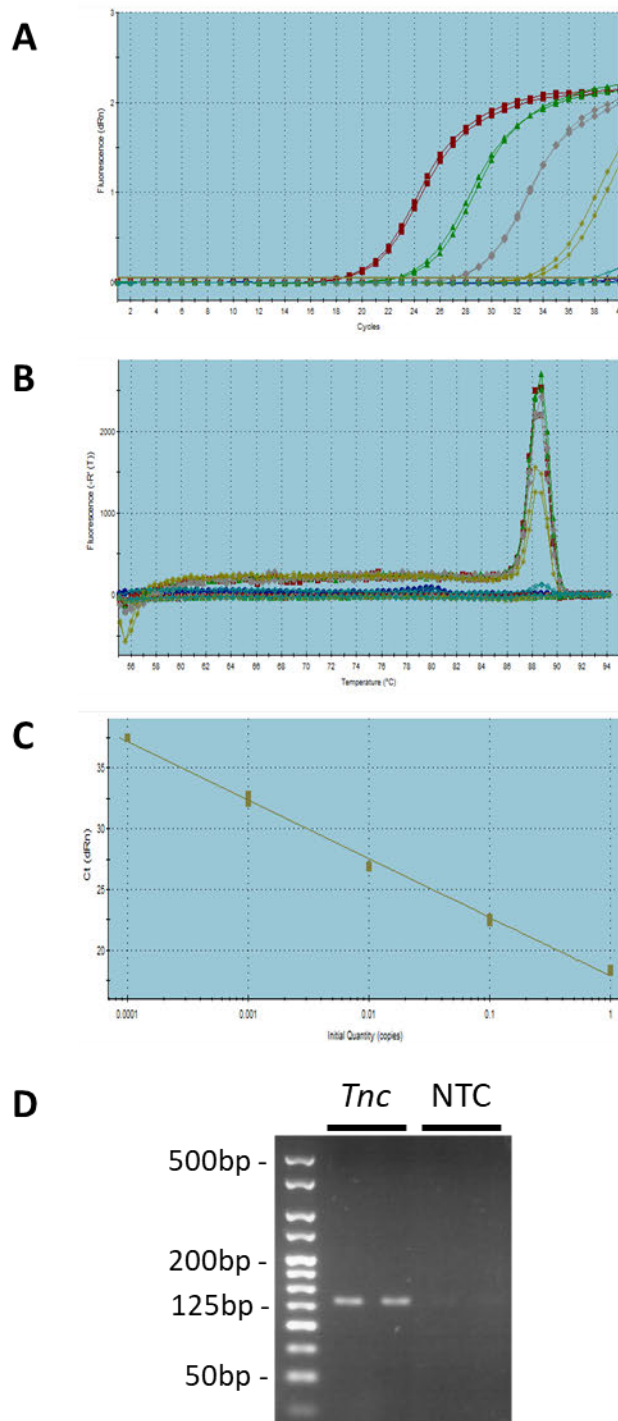 A
Fluorescence (dRn)
3
2
1
0
2 4 6 8 10 12 14 16 18 20 22 24 26 28 30 32 34 36 38 4
Cycles
B
Fluorescence (-R' (T))
2000
1000
0
56 58 60 62 64 66 68 70 72 74 76 78 80 82 84 86 88 90 92 94
Temperature (°C)
C
Ct (dRn)
35
30
25
20
0.0001 0.001 0.01 0.1 1
Initial Quantity (copies)
D
Tnc NTC
500bp -
200bp -
125bp -
50bp -